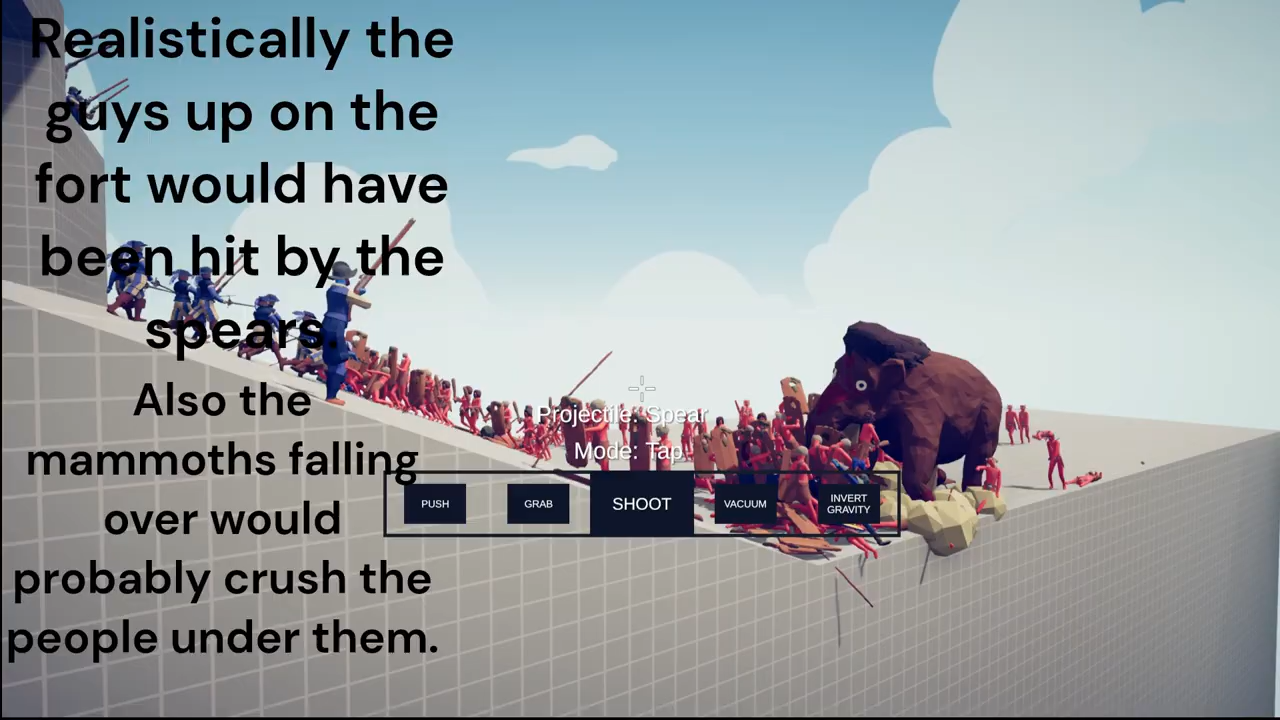 Realistically the
guys up on the
fort would have
been hit by the
spears.
Also the
mammoths falling
over would
probably crush the
people under them.
Projectile: Spear
Mode: Tap
PUSH
GRAB
SHOOT
VACUUM
INVERT
GRAVITY